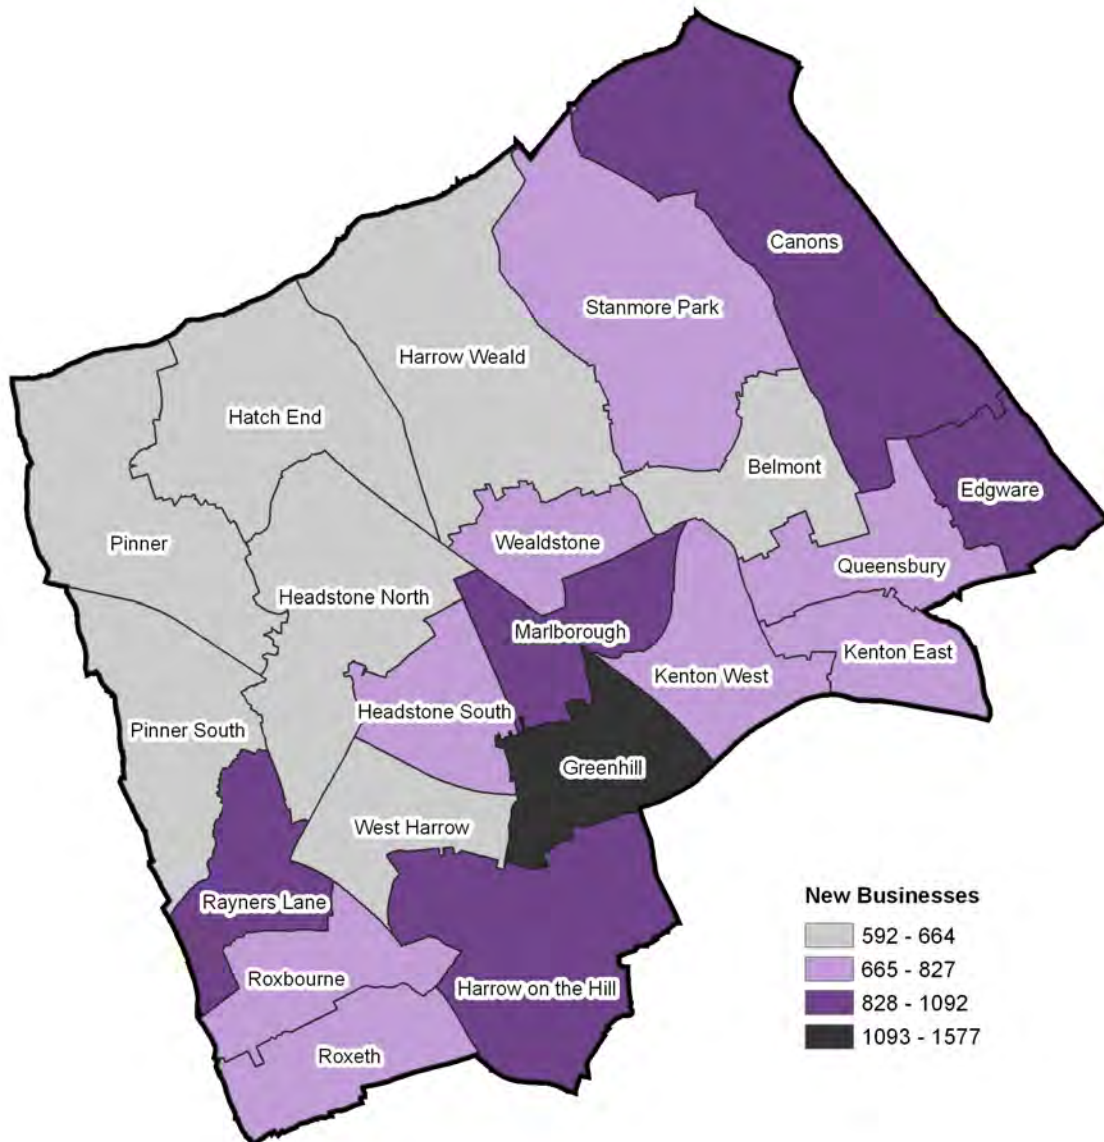 Canons
Stanmore Park
Harrow Weald
Hatch End
Belmont
Edgware
Wealdstone
Pinner
Queensbury
Headstone North
Marlborough
Kenton East
Kenton West
Headstone South
Pinner South
Greenhill
West Harrow
Rayners Lane
Roxbourne
Harrow on the Hill
Roxeth
New Businesses
592 - 664
665 - 827
828 - 1092
1093 - 1577